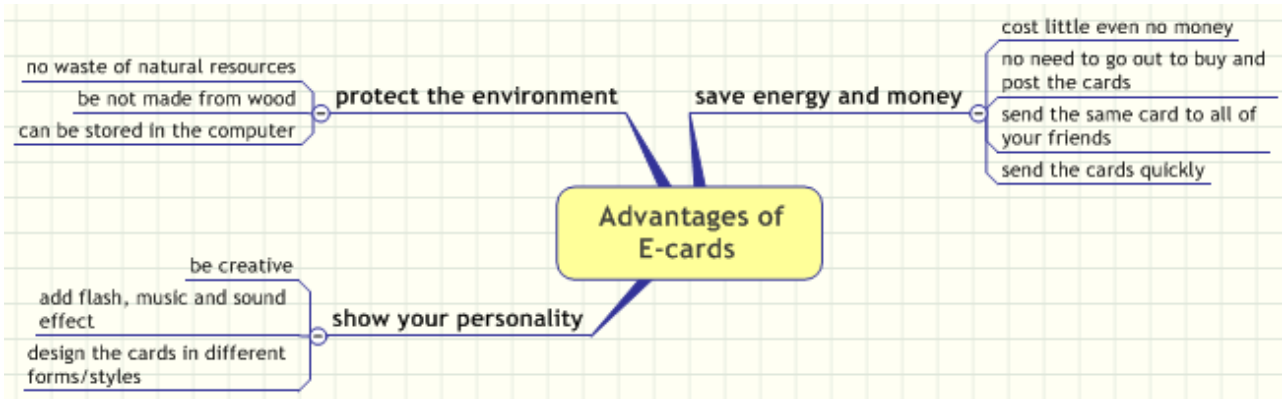 Advantages of
E-cards
protect the environment
no waste of natural resources
be not made from wood
can be stored in the computer
save energy and money
cost little even no money
no need to go out to buy and
post the cards
send the same card to all of
your friends
send the cards quickly
show your personality
be creative
add flash, music and sound
effect
design the cards in different
forms/styles